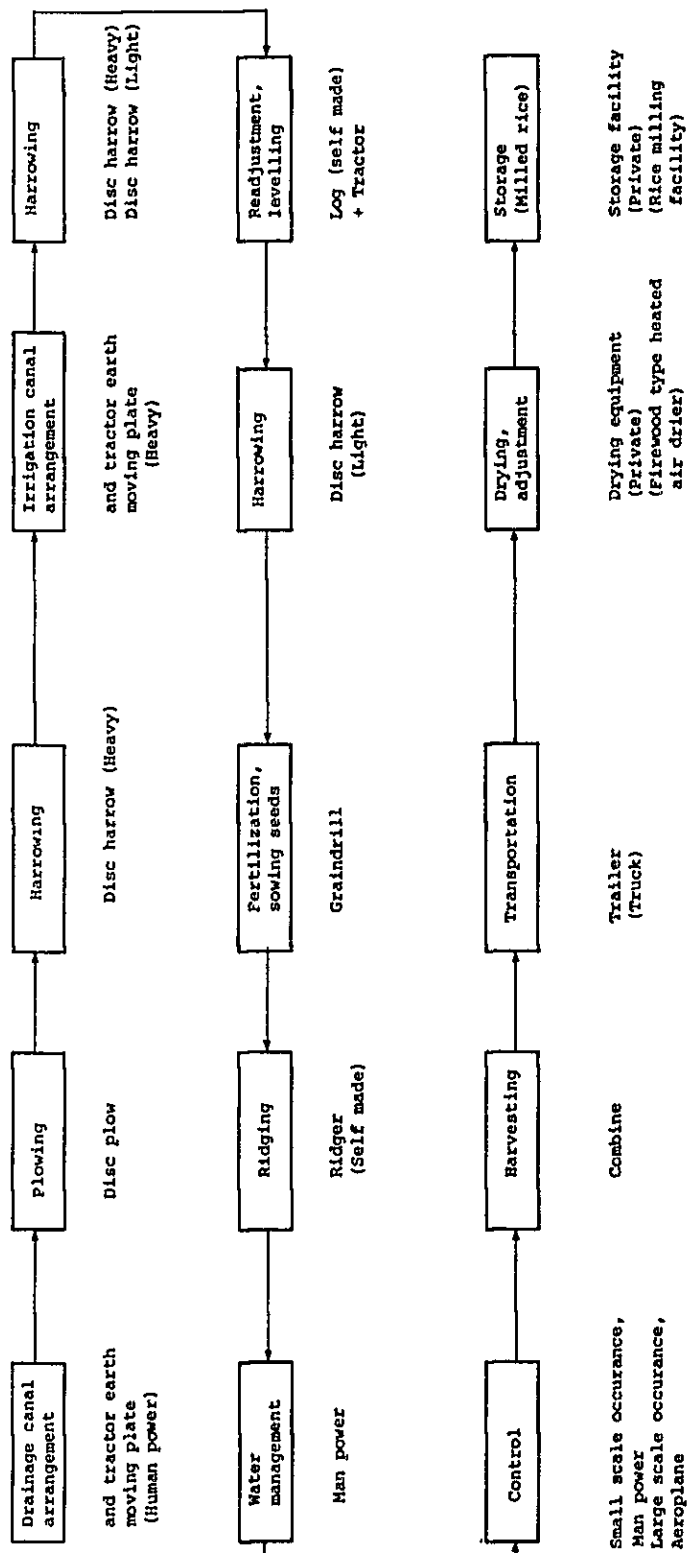 Drainage canal
arrangement
and tractor earth
moving plate
(Human power)
Plowing
Disc plow
Harrowing
Disc harrow (Heavy)
Irrigation canal
arrangement
and tractor earth
moving plate
(Heavy)
Harrowing
Disc harrow (Heavy)
Disc harrow (Light)
Water
management
Man power
Ridging
Ridger
(Self made)
Fertilization,
sowing seeds
Graindrill
Harrowing
Disc harrow
(Light)
Readjustment,
levelling
Log (self made)
+ Tractor
Control
Small scale occurance,
Man power
Large scale occurance,
Aeroplane
Harvesting
Combine
Transportation
Trailer
(Truck)
Drying,
adjustment
Drying equipment
(Private)
(Firewood type heated
air drier)
Storage
(Milled rice)
Storage facility
(Private)
(Rice milling
facility)